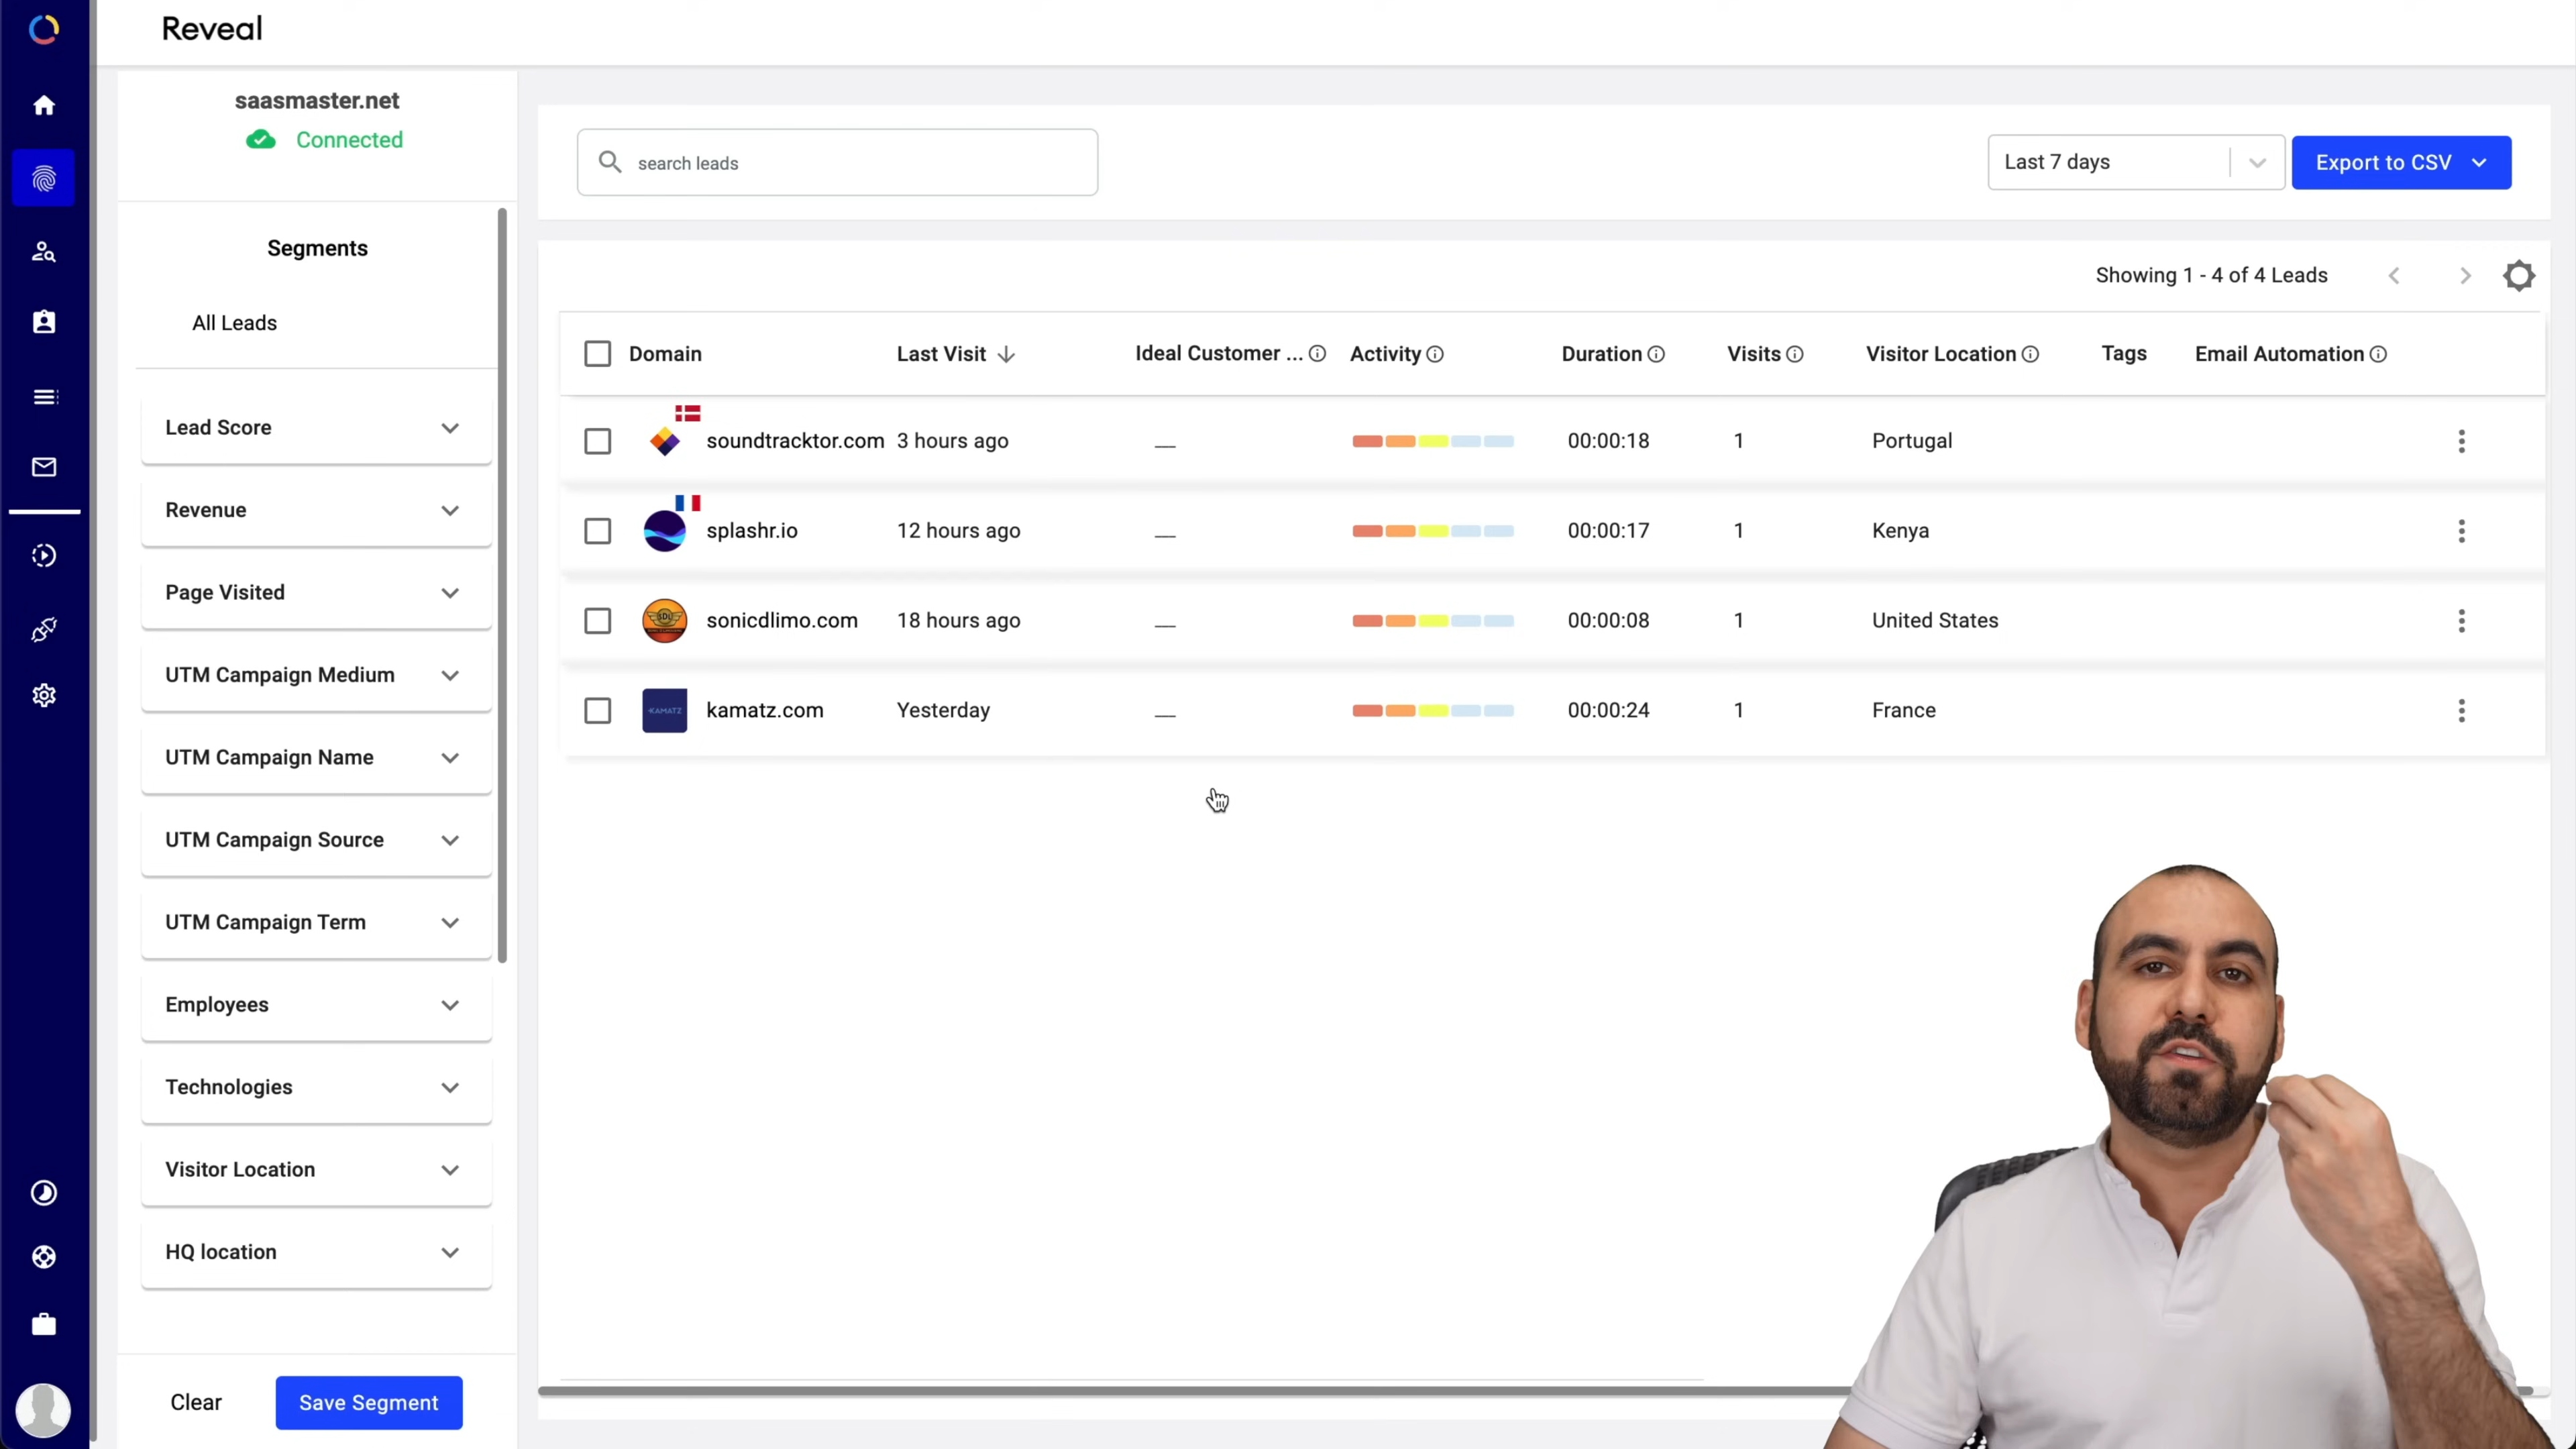 Reveal
saasmaster.net
Connected
Segments
All Leads
Lead Score
Revenue
Page Visited
UTM Campaign Medium
UTM Campaign Name
UTM Campaign Source
UTM Campaign Term
Employees
Technologies
Visitor Location
HQ location
Clear Save Segment
search leads
Last 7 days Export to CSV
Showing 1 - 4 of 4 Leads
Domain Last Visit Ideal Customer ... Activity Duration Visits Visitor Location Tags Email Automation
soundtracktor.com 3 hours ago — 00:00:18 1 Portugal
splashr.io 12 hours ago — 00:00:17 1 Kenya
SDL sonicdlimo.com 18 hours ago — 00:00:08 1 United States
KAMATZ kamatz.com Yesterday — 00:00:24 1 France